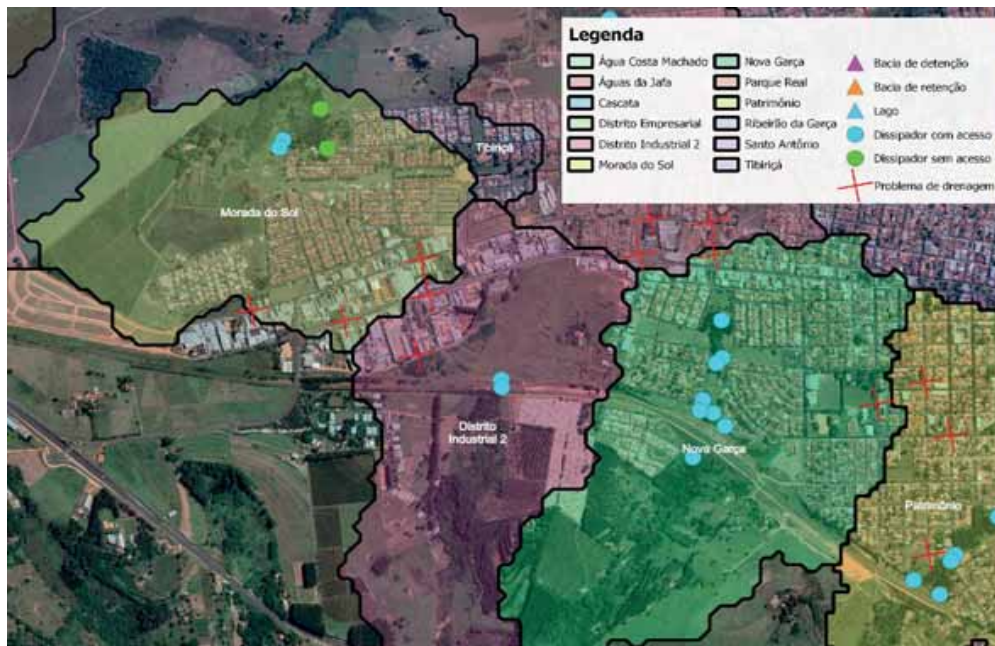 Legenda
Água Costa Machado
Águas da Jafa
Cascata
Distrito Empresarial
Distrito Industrial 2
Morada do Sol
Nova Garça
Parque Real
Patrimônio
Ribeirão da Garça
Santo Antônio
Tibiriçá
Bacia de detenção
Bacia de retenção
Lago
Dissipador com acesso
Dissipador sem acesso
Problema de drenagem
Tibiriçá
Morada do Sol
Distrito
Industrial 2
Nova Garça
Patrimônio